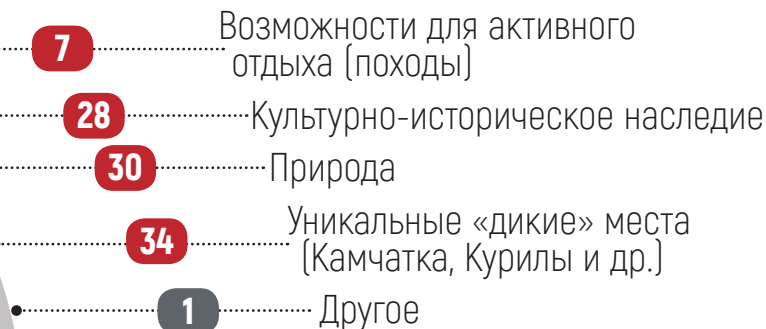 7 Возможности для активного
отдыха (походы)
28 Культурно-историческое наследие
30 Природа
34 Уникальные «дикие» места
(Камчатка, Курилы и др.)
1 Другое